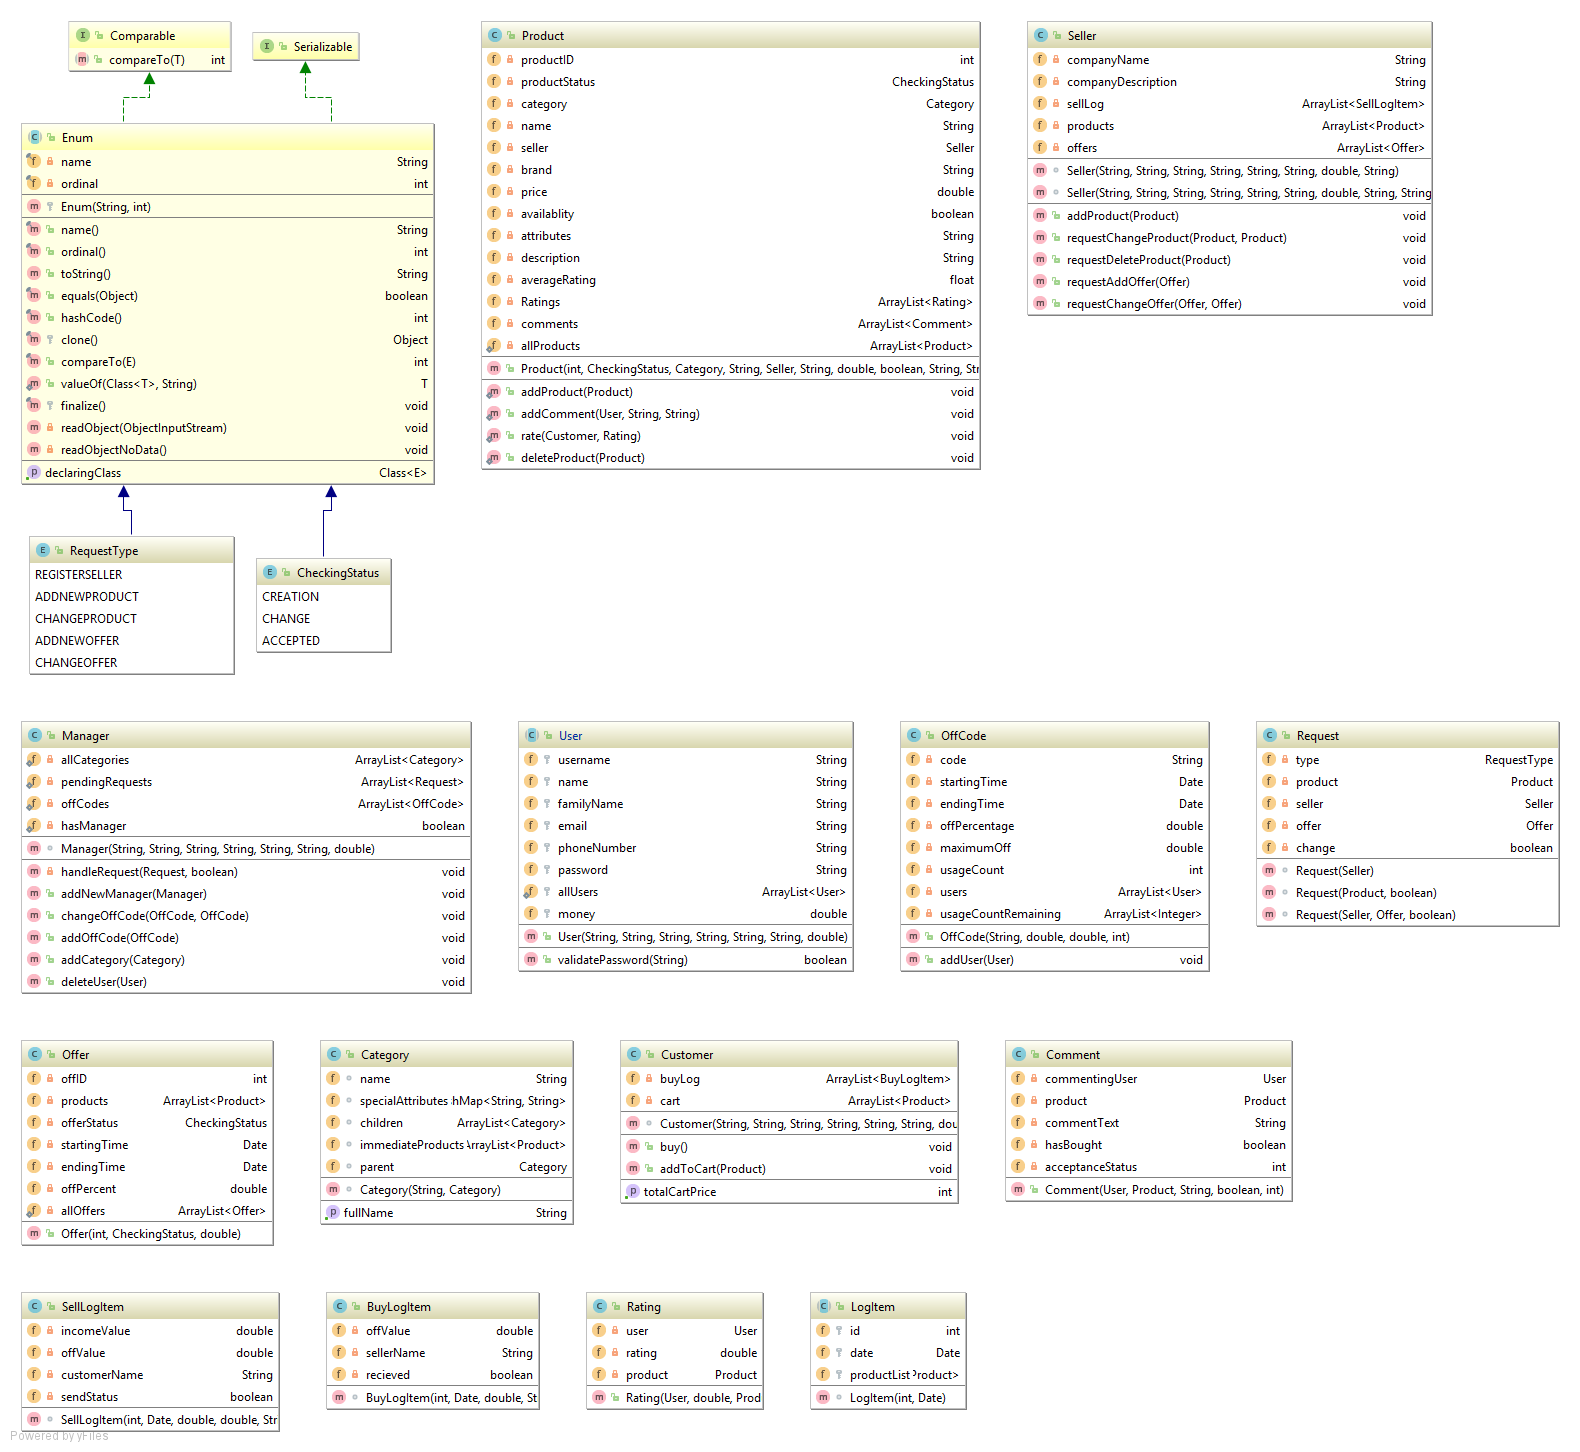 Comparable
compareTo(T) int
Serializable
Enum
name String
ordinal int
Enum(String, int)
name() String
ordinal() int
toString() String
equals(Object) boolean
hashCode() int
clone() Object
compareTo(E) int
valueOf(Class<T>, String) T
finalize() void
readObject(ObjectInputStream) void
readObjectNoData() void
declaringClass Class<E>
RequestType
REGISTERSELLER
ADDNEWPRODUCT
CHANGEPRODUCT
ADDNEWOFFER
CHANGEOFFER
CheckingStatus
CREATION
CHANGE
ACCEPTED
Product
productID int
productStatus CheckingStatus
category Category
name String
seller Seller
brand String
price double
availablity boolean
attributes String
description String
averageRating float
Ratings ArrayList<Rating>
comments ArrayList<Comment>
allProducts ArrayList<Product>
Product(int, CheckingStatus, Category, String, Seller, String, double, boolean, String, Str
addProduct(Product) void
addComment(User, String, String) void
rate(Customer, Rating) void
deleteProduct(Product) void
Seller
companyName String
companyDescription String
sellLog ArrayList<SellLogItem>
products ArrayList<Product>
offers ArrayList<Offer>
Seller(String, String, String, String, String, String, double, String)
Seller(String, String, String, String, String, String, double, String, String
addProduct(Product) void
requestChangeProduct(Product, Product) void
requestDeleteProduct(Product) void
requestAddOffer(Offer) void
requestChangeOffer(Offer, Offer) void
Manager
allCategories ArrayList<Category>
pendingRequests ArrayList<Request>
offCodes ArrayList<OffCode>
hasManager boolean
Manager(String, String, String, String, String, String, double)
handleRequest(Request, boolean) void
addNewManager(Manager) void
changeOffCode(OffCode, OffCode) void
addOffCode(OffCode) void
addCategory(Category) void
deleteUser(User) void
User
username String
name String
familyName String
email String
phoneNumber String
password String
allUsers ArrayList<User>
money double
User(String, String, String, String, String, String, double)
validatePassword(String) boolean
OffCode
code String
startingTime Date
endingTime Date
offPercentage double
maximumOff double
usageCount int
users ArrayList<User>
usageCountRemaining ArrayList<Integer>
OffCode(String, double, double, int)
addUser(User) void
Request
type RequestType
product Product
seller Seller
offer Offer
change boolean
Request(Seller)
Request(Product, boolean)
Request(Seller, Offer, boolean)
Offer
offID int
products ArrayList<Product>
offerStatus CheckingStatus
startingTime Date
endingTime Date
offPercent double
allOffers ArrayList<Offer>
Offer(int, CheckingStatus, double)
Category
name String
specialAttributes hMap<String, String>
children ArrayList<Category>
immediateProducts ArrayList<Product>
parent Category
Category(String, Category)
fullName String
Customer
buyLog ArrayList<BuyLogItem>
cart ArrayList<Product>
Customer(String, String, String, String, String, String, dou
buy() void
addToCart(Product) void
totalCartPrice int
Comment
commentingUser User
product Product
commentText String
hasBought boolean
acceptanceStatus int
Comment(User, Product, String, boolean, int)
SellLogItem
incomeValue double
offValue double
customerName String
sendStatus boolean
SellLogItem(int, Date, double, double, Str
BuyLogItem
offValue double
sellerName String
recieved boolean
BuyLogItem(int, Date, double, St
Rating
user User
rating double
product Product
Rating(User, double, Prod
LogItem
id int
date Date
productList Product>
LogItem(int, Date)
Powered by yFiles